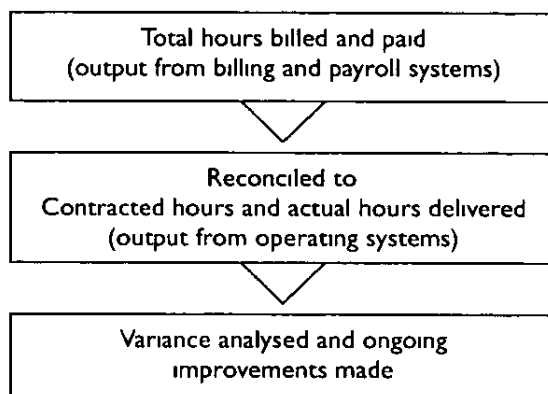 Total hours billed and paid
(output from billing and payroll systems)
Reconciled to
Contracted hours and actual hours delivered
(output from operating systems)
Variance analysed and ongoing
improvements made